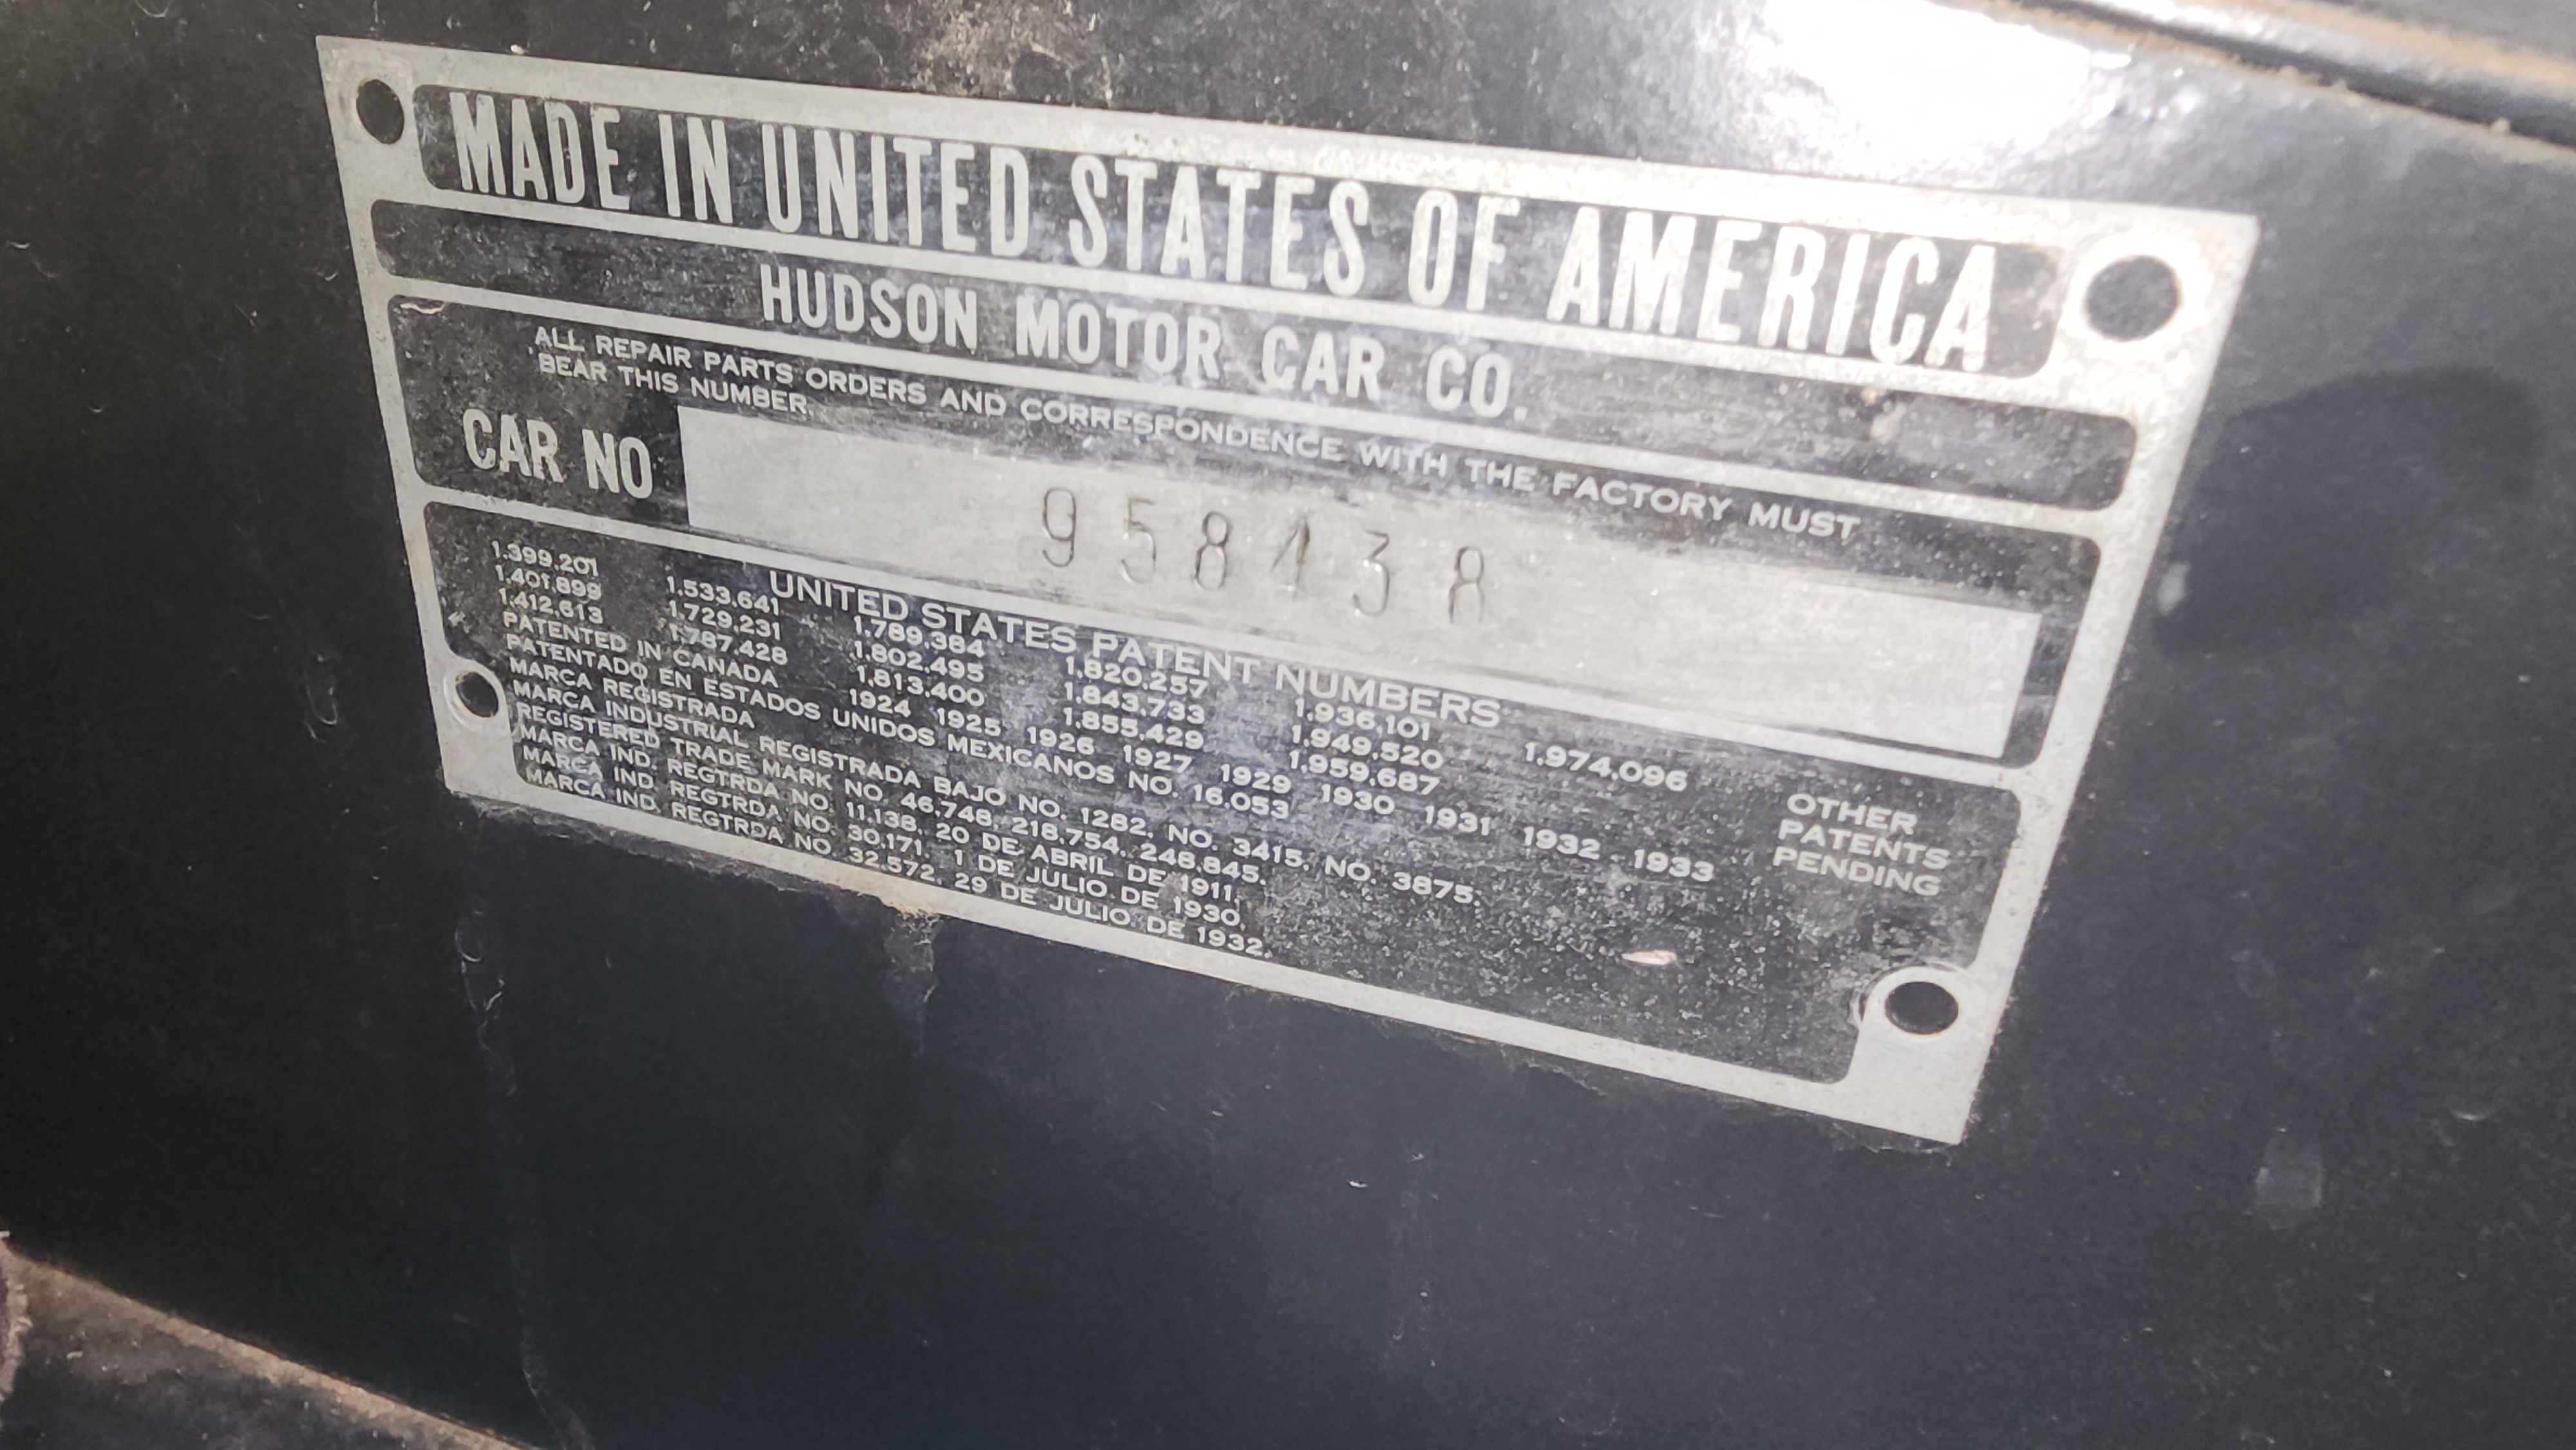 MADE IN UNITED STATES OF AMERICA
HUDSON MOTOR CAR CO.
ALL REPAIR PARTS ORDERS AND CORRESPONDENCE WITH THE FACTORY MUST
BEAR THIS NUMBER.
CAR NO 958138
UNITED STATES PATENT NUMBERS
1,399,201 1,533,641 1,789,384 1,820,257 1,936,101 1,974,096 OTHER
1,401,899 1,729,231 1,802,495 1,843,733 1,949,520 PATENTS
1,412,613 1,787,428 1,813,400 1,855,429 1,959,687 PENDING
PATENTED IN CANADA 1924 1925 1926 1927 1929 1930 1931 1932 - 1933
PATENTADO EN ESTADOS UNIDOS MEXICANOS NO. 16.053
MARCA REGISTRADA
MARCA INDUSTRIAL REGISTRADA BAJO NO. 1282, NO. 3415, NO. 3875.
REGISTERED TRADE MARK NO. 46,748, 218,754, 248,845.
MARCA IND. REGTRDA NO. 11.138, 20 DE ABRIL DE 1911,
MARCA IND. REGTRDA NO. 30.171, 1 DE JULIO DE 1930,
MARCA IND. REGTRDA NO. 32.572, 29 DE JULIO. DE 1932.